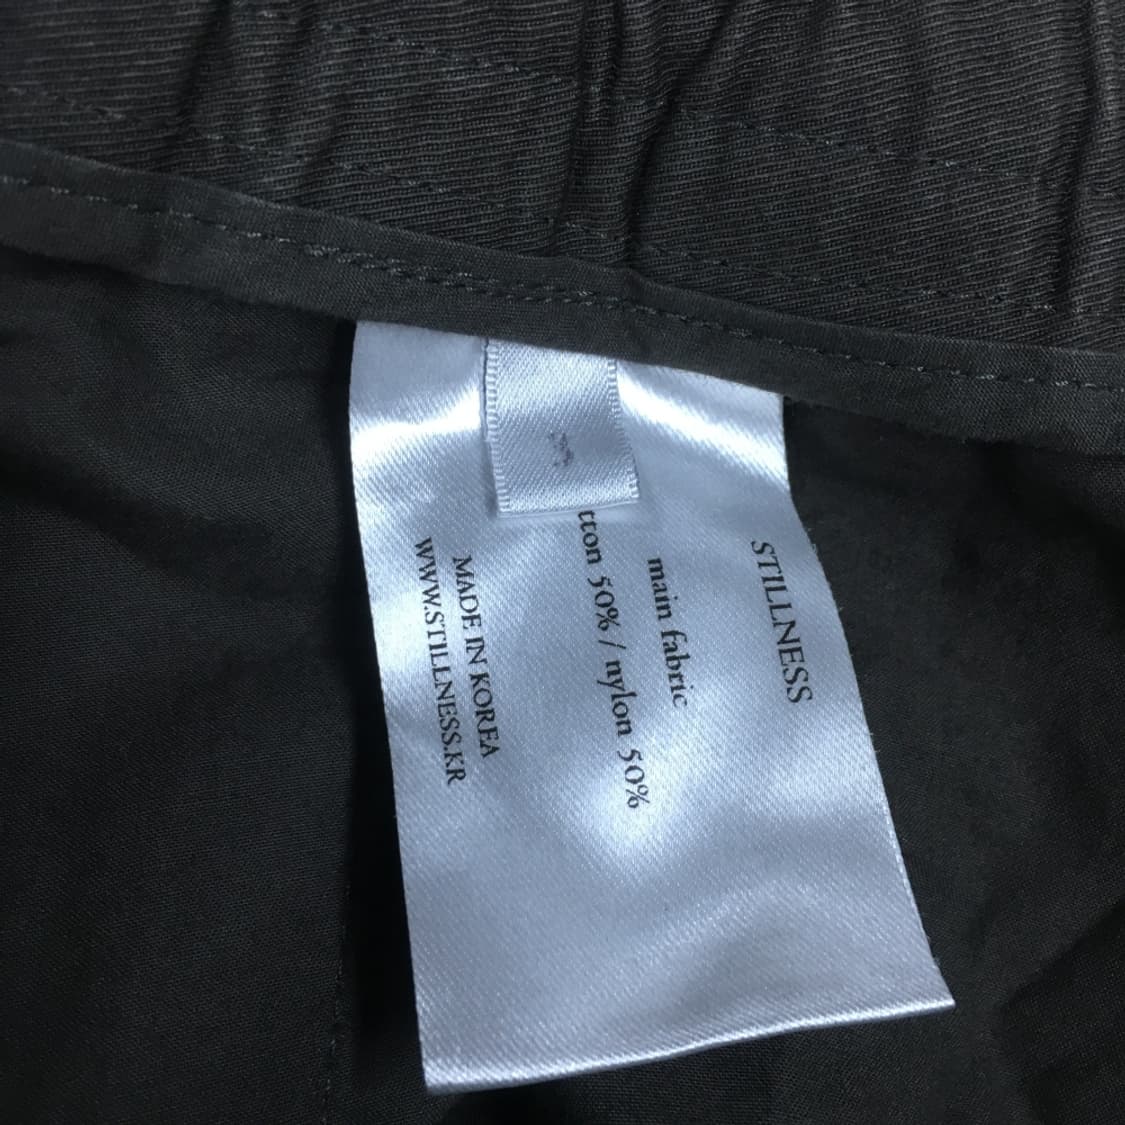 STILLNESS
main fabric
tton 50% / nylon 50%
MADE IN KOREA
WWW.STILLNESS.KR